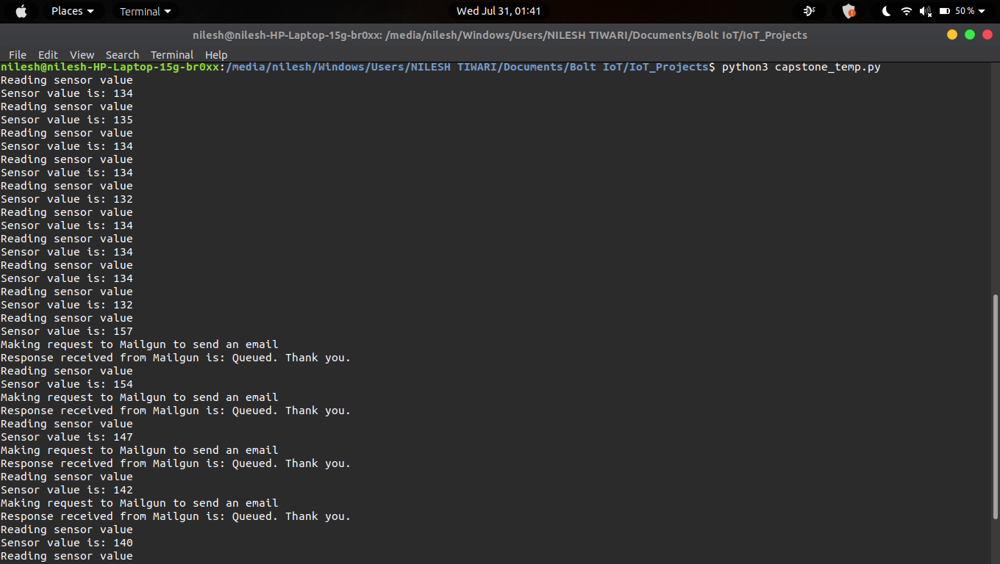 Places Terminal Wed Jul 31, 01:41 50 %
nilesh@nilesh-HP-Laptop-15g-br0xx: /media/nilesh/Windows/Users/NILESH TIWARI/Documents/Bolt IoT/IoT_Projects
File Edit View Search Terminal Help
nilesh@nilesh-HP-Laptop-15g-br0xx:/media/nilesh/Windows/Users/NILESH TIWARI/Documents/Bolt IoT/IoT_Projects$ python3 capstone_temp.py
Reading sensor value
Sensor value is: 134
Reading sensor value
Sensor value is: 135
Reading sensor value
Sensor value is: 134
Reading sensor value
Sensor value is: 134
Reading sensor value
Sensor value is: 132
Reading sensor value
Sensor value is: 134
Reading sensor value
Sensor value is: 134
Reading sensor value
Sensor value is: 134
Reading sensor value
Sensor value is: 132
Reading sensor value
Sensor value is: 157
Making request to Mailgun to send an email
Response received from Mailgun is: Queued. Thank you.
Reading sensor value
Sensor value is: 154
Making request to Mailgun to send an email
Response received from Mailgun is: Queued. Thank you.
Reading sensor value
Sensor value is: 147
Making request to Mailgun to send an email
Response received from Mailgun is: Queued. Thank you.
Reading sensor value
Sensor value is: 142
Making request to Mailgun to send an email
Response received from Mailgun is: Queued. Thank you.
Reading sensor value
Sensor value is: 140
Reading sensor value